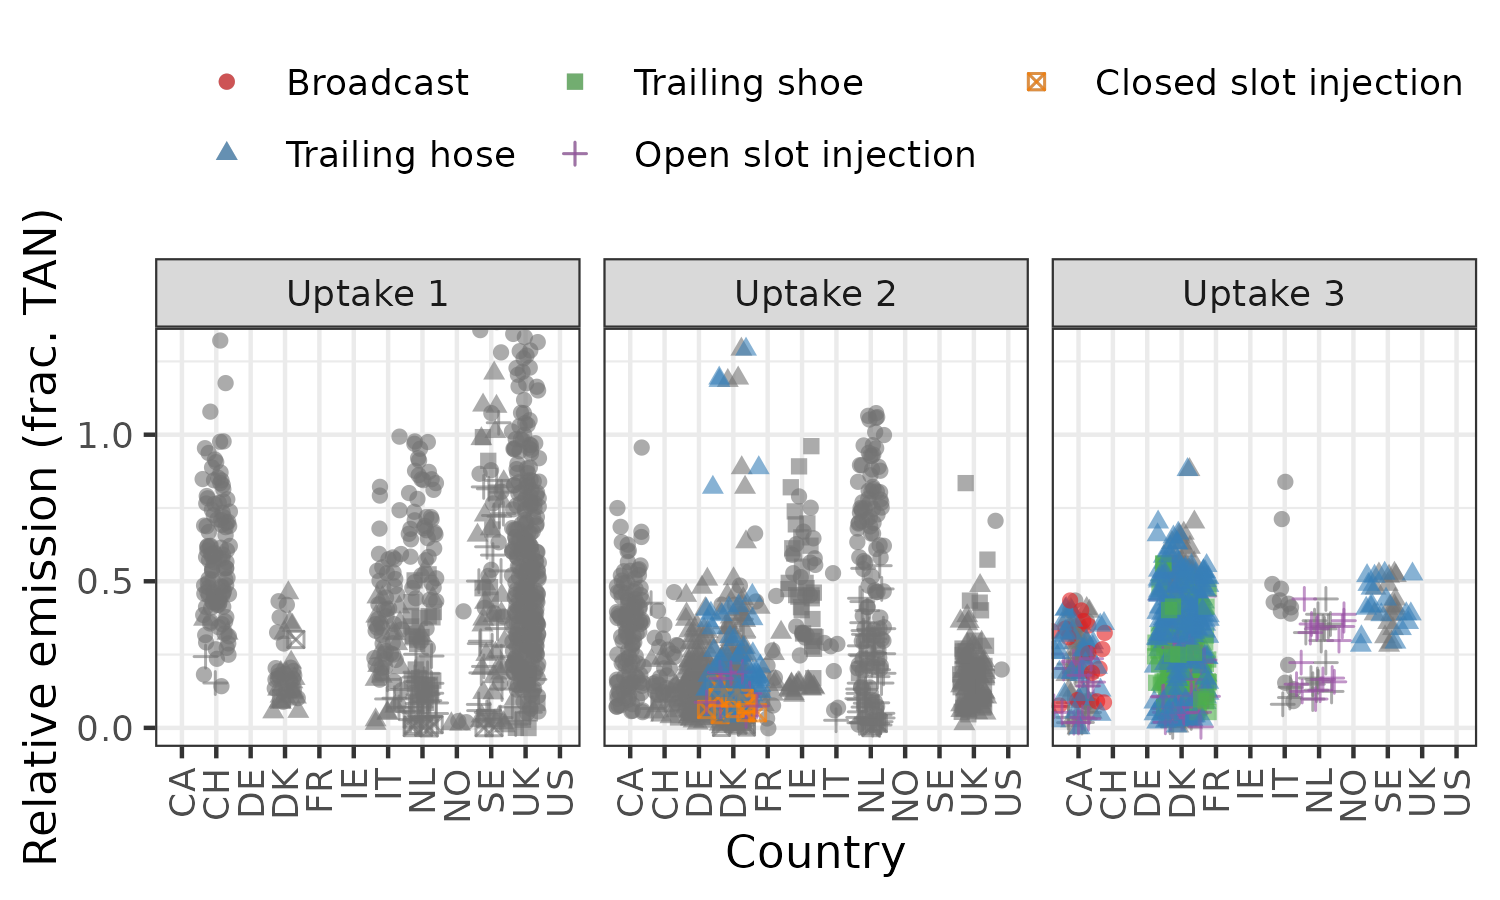 Broadcast
Trailing shoe
Closed slot injection
Trailing hose
Open slot injection
Relative emission (frac. TAN)
Uptake 1
Uptake 2
Uptake 3
1.0
0.5
0.0
CA CH DE DK FR IE IT NL NO SE UK US
CA CH DE DK FR IE IT NL NO SE UK US
CA CH DE DK FR IE IT NL NO SE UK US
Country